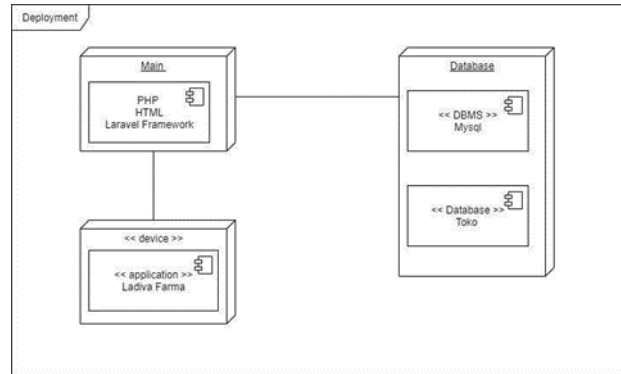 Deployment
Main
PHP
HTML
Laravel Framework
Database
<< DBMS >>
Mysql
<< Database >>
Toko
<< device >>
<< application >>
Ladiva Farma